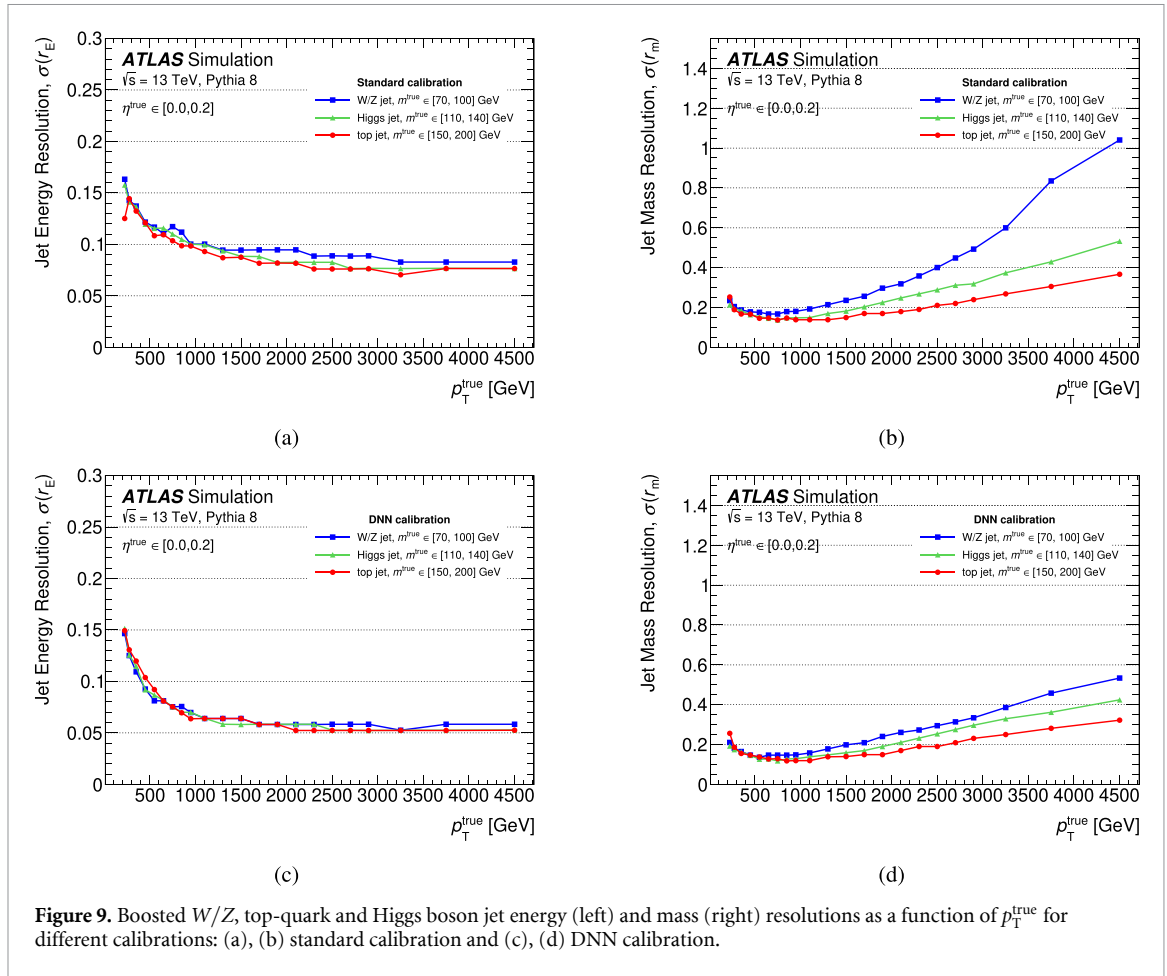 0.3
0.25
0.2
0.15
0.1
0.05
0
Jet Energy Resolution, σ(r_E)
ATLAS Simulation
√s = 13 TeV, Pythia 8
η^true ∈ [0.0,0.2]
Standard calibration
W/Z jet, m^true ∈ [70, 100] GeV
Higgs jet, m^true ∈ [110, 140] GeV
top jet, m^true ∈ [150, 200] GeV
500 1000 1500 2000 2500 3000 3500 4000 4500
p_T^true [GeV]
(a)
1.4
1.2
1
0.8
0.6
0.4
0.2
0
Jet Mass Resolution, σ(r_m)
ATLAS Simulation
√s = 13 TeV, Pythia 8
η^true ∈ [0.0,0.2]
Standard calibration
W/Z jet, m^true ∈ [70, 100] GeV
Higgs jet, m^true ∈ [110, 140] GeV
top jet, m^true ∈ [150, 200] GeV
500 1000 1500 2000 2500 3000 3500 4000 4500
p_T^true [GeV]
(b)
0.3
0.25
0.2
0.15
0.1
0.05
0
Jet Energy Resolution, σ(r_E)
ATLAS Simulation
√s = 13 TeV, Pythia 8
η^true ∈ [0.0,0.2]
DNN calibration
W/Z jet, m^true ∈ [70, 100] GeV
Higgs jet, m^true ∈ [110, 140] GeV
top jet, m^true ∈ [150, 200] GeV
500 1000 1500 2000 2500 3000 3500 4000 4500
p_T^true [GeV]
(c)
1.4
1.2
1
0.8
0.6
0.4
0.2
0
Jet Mass Resolution, σ(r_m)
ATLAS Simulation
√s = 13 TeV, Pythia 8
η^true ∈ [0.0,0.2]
DNN calibration
W/Z jet, m^true ∈ [70, 100] GeV
Higgs jet, m^true ∈ [110, 140] GeV
top jet, m^true ∈ [150, 200] GeV
500 1000 1500 2000 2500 3000 3500 4000 4500
p_T^true [GeV]
(d)
Figure 9. Boosted W/Z, top-quark and Higgs boson jet energy (left) and mass (right) resolutions as a function of p_T^true for
different calibrations: (a), (b) standard calibration and (c), (d) DNN calibration.